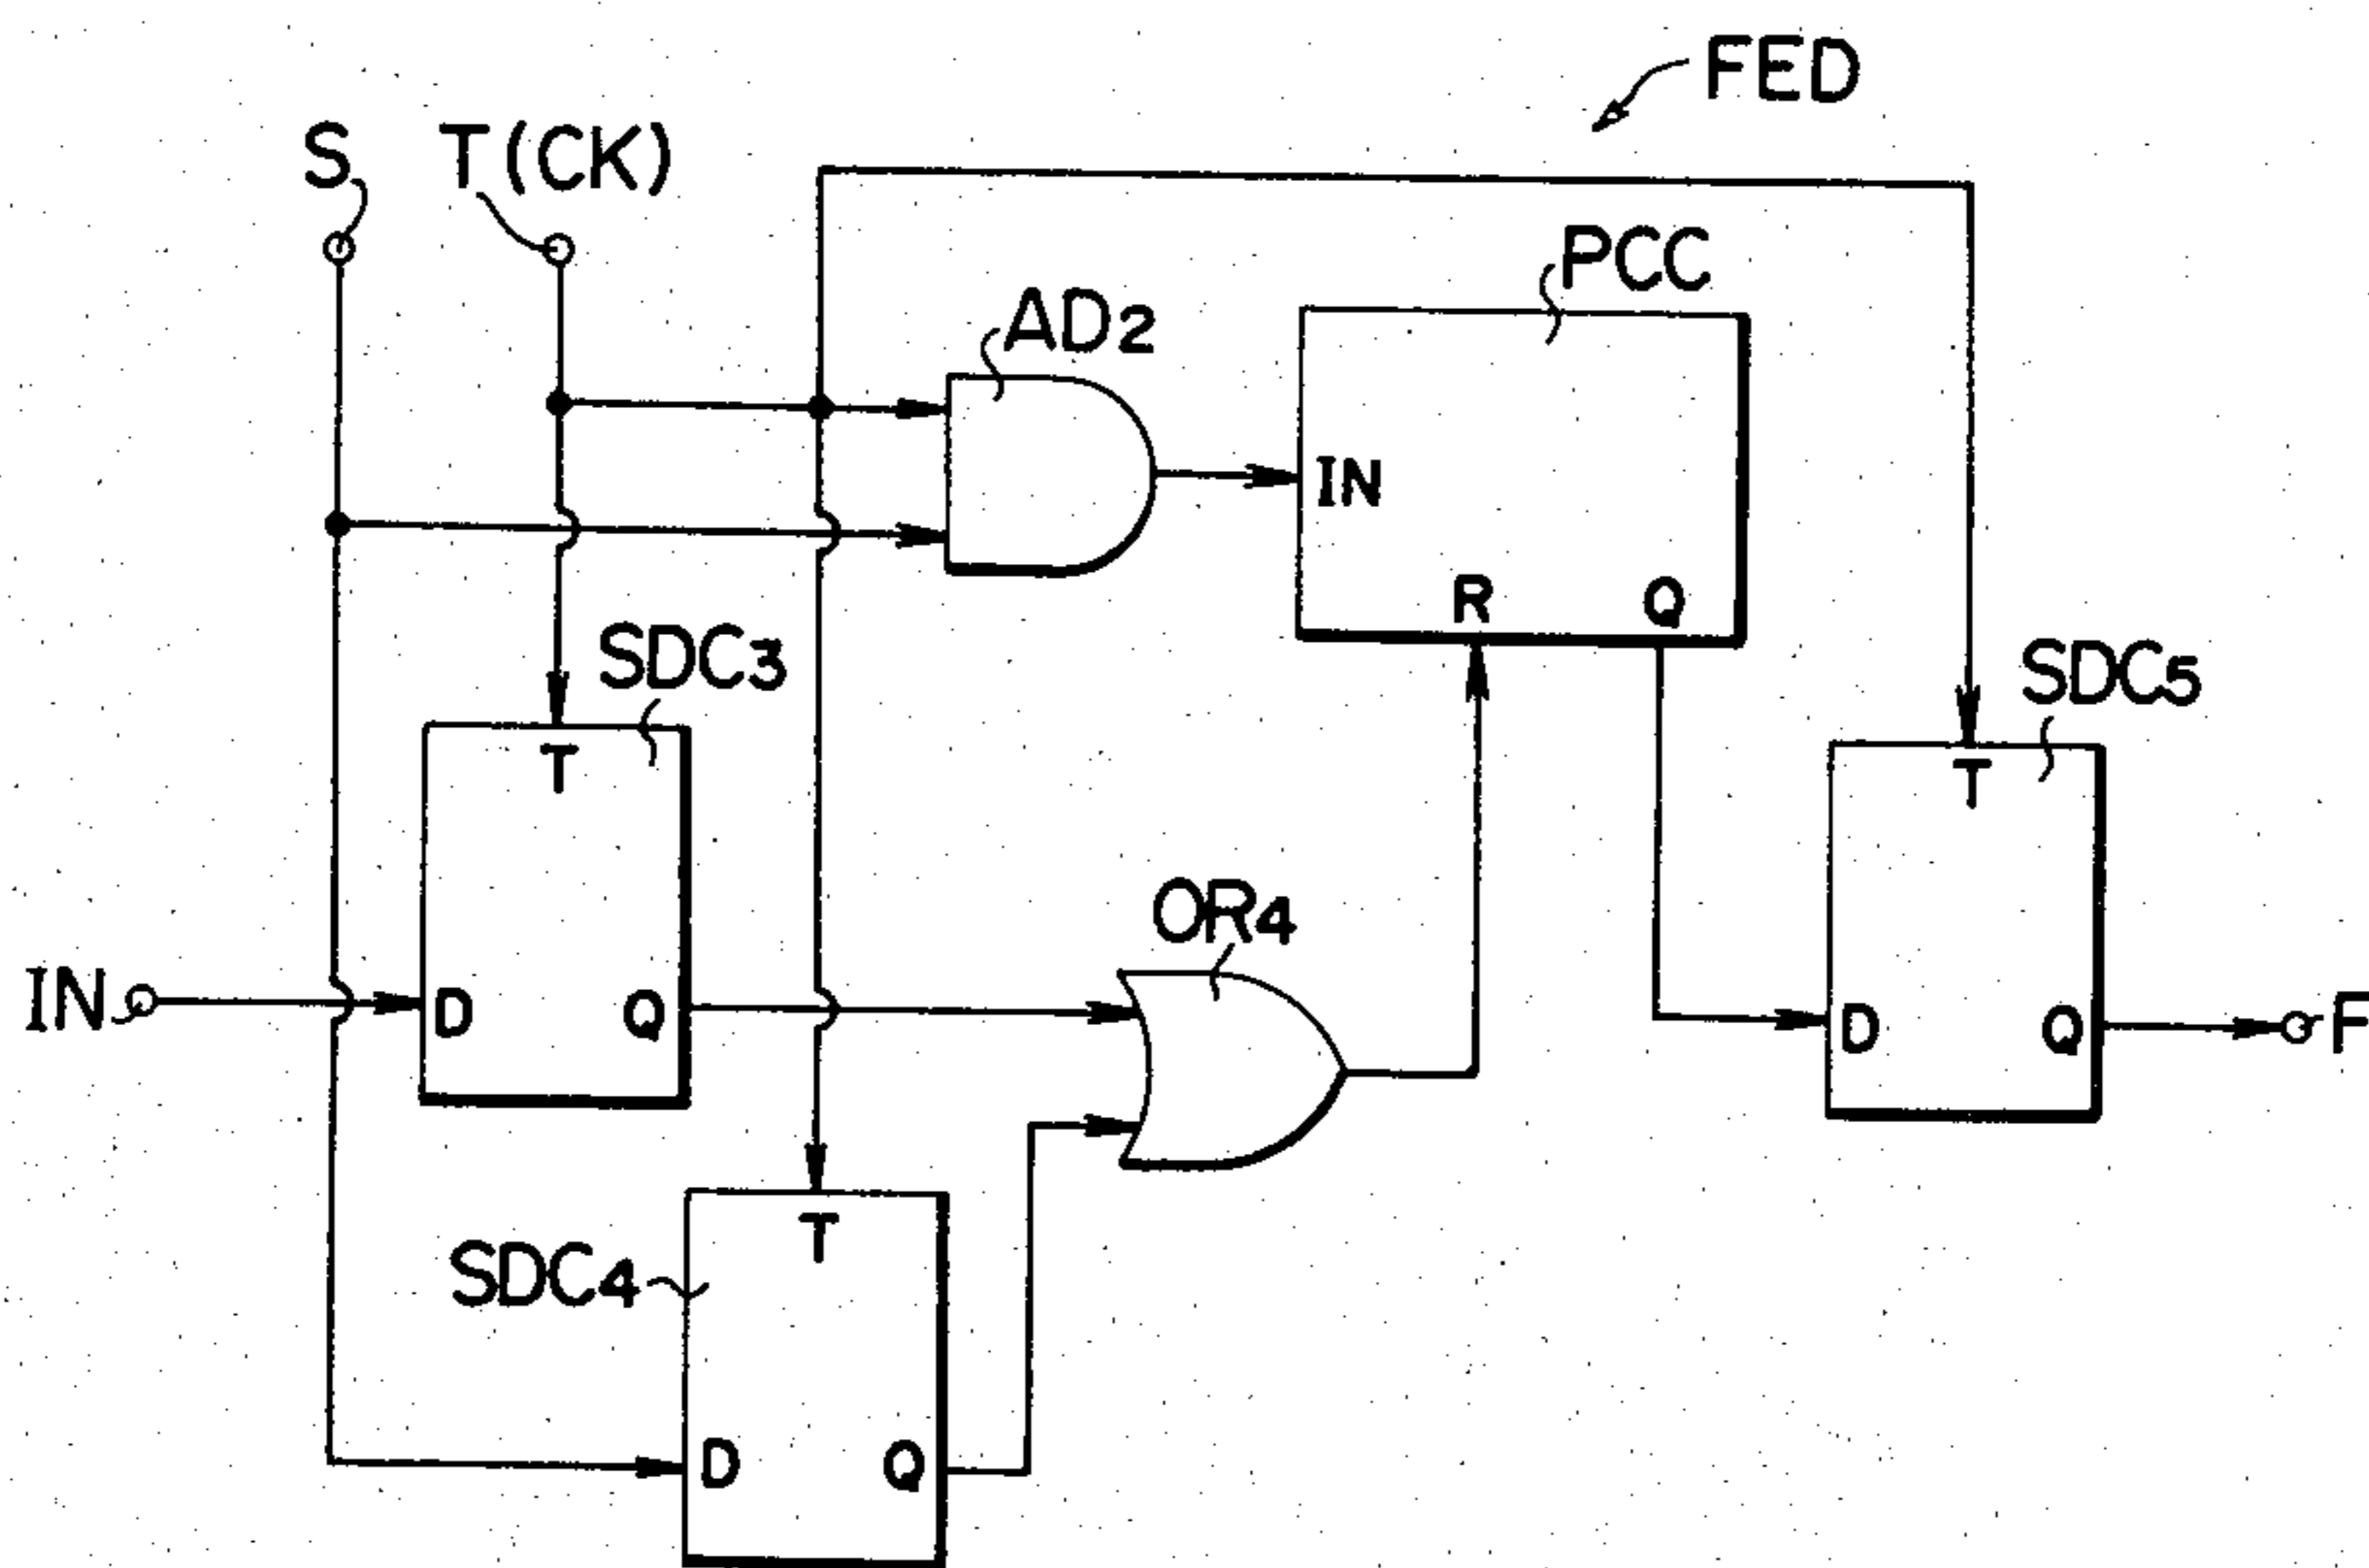 FED
S
T(CK)
PCC
AD2
IN
R
Q
SDC3
SDC5
T
T
OR4
IN
D
Q
D
Q
F
T
SDC4
D
Q